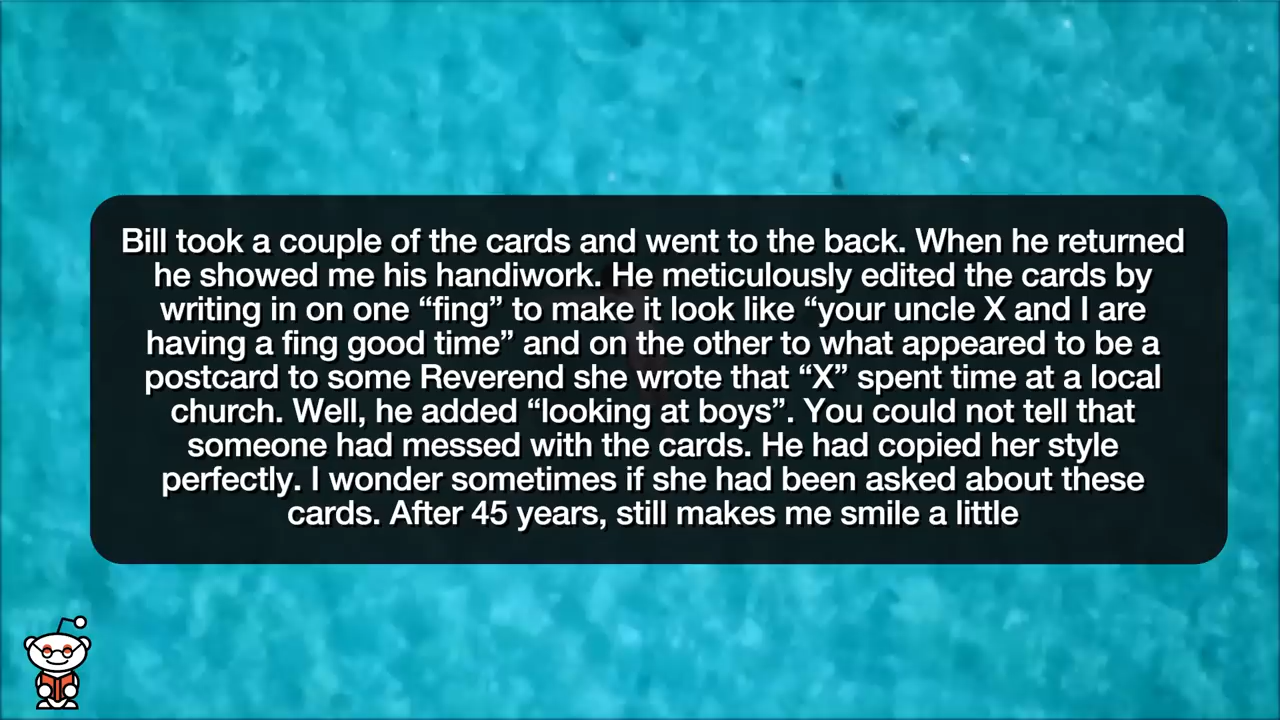 Bill took a couple of the cards and went to the back. When he returned
he showed me his handiwork. He meticulously edited the cards by
writing in on one “fing” to make it look like “your uncle X and I are
having a fing good time” and on the other to what appeared to be a
postcard to some Reverend she wrote that “X” spent time at a local
church. Well, he added “looking at boys”. You could not tell that
someone had messed with the cards. He had copied her style
perfectly. I wonder sometimes if she had been asked about these
cards. After 45 years, still makes me smile a little